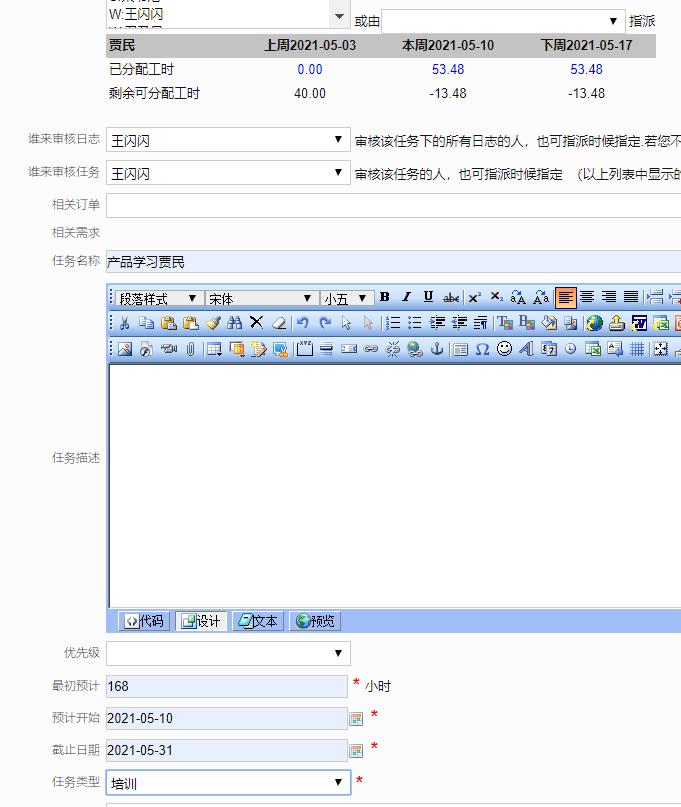 W:王闪闪
或由 指派
贾民 上周2021-05-03 本周2021-05-10 下周2021-05-17
已分配工时 0.00 53.48 53.48
剩余可分配工时 40.00 -13.48 -13.48
谁来审核日志 王闪闪 审核该任务下的所有日志的人，也可指派时候指定.若您不
谁来审核任务 王闪闪 审核该任务的人，也可指派时候指定 （以上列表中显示的
相关订单
相关需求
任务名称 产品学习贾民
段落样式 宋体 小五 B I U abc
任务描述
代码 设计 文本 预览
优先级
最初预计 168 * 小时
预计开始 2021-05-10 *
截止日期 2021-05-31 *
任务类型 培训 *